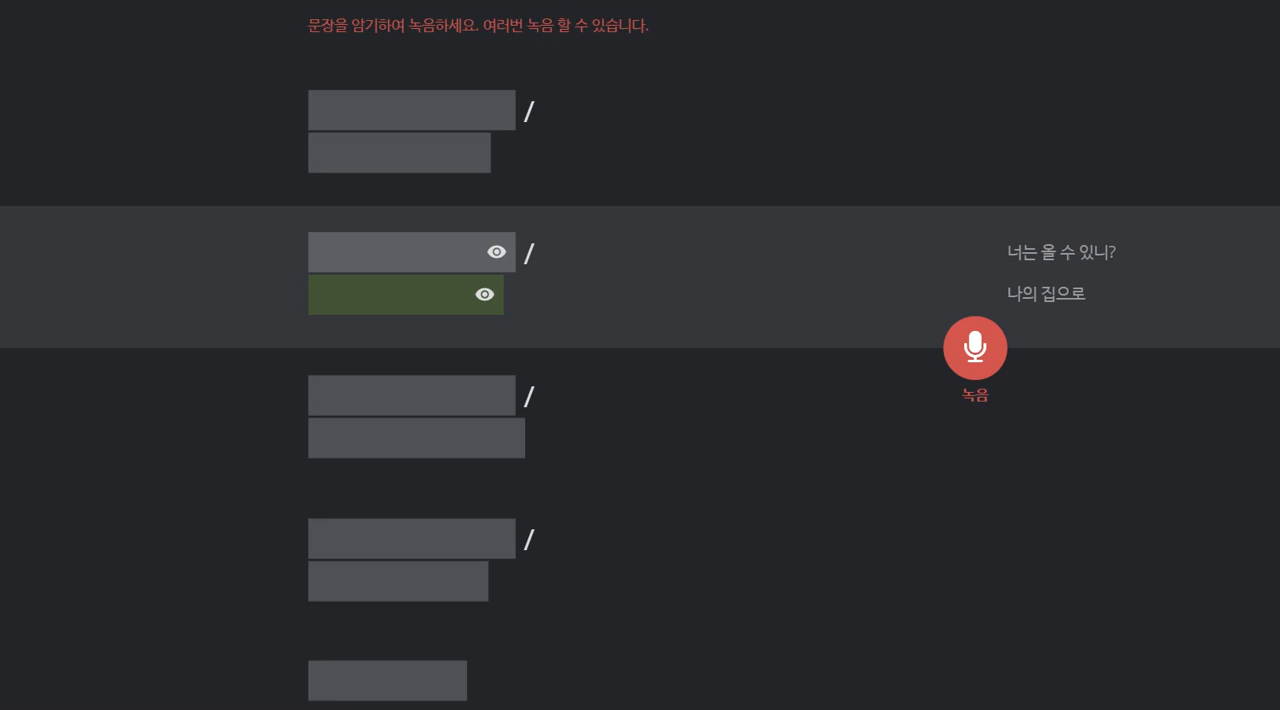 문장을 암기하여 녹음하세요. 여러번 녹음 할 수 있습니다.
/
/ 너는 올 수 있니?
나의 집으로
녹음
/
/